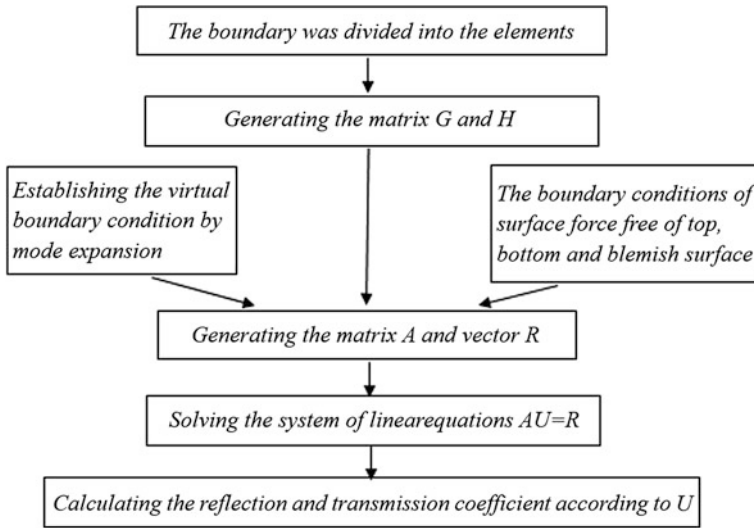 The boundary was divided into the elements
Generating the matrix G and H
Establishing the virtual
boundary condition by
mode expansion
The boundary conditions of
surface force free of top,
bottom and blemish surface
Generating the matrix A and vector R
Solving the system of linearequations AU=R
Calculating the reflection and transmission coefficient according to U